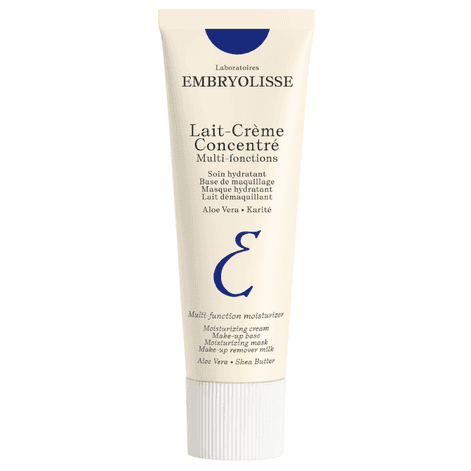 Laboratoires
EMBRYOLISSE
Lait-Crème
Concentré
Multi-fonctions
Soin hydratant
Base de maquillage
Masque hydratant
Lait démaquillant
Aloe Vera • Karité
E
Multi-function moisturizer
Moisturizing cream
Make-up base
Moisturizing mask
Make-up remover milk
Aloe Vera • Shea Butter